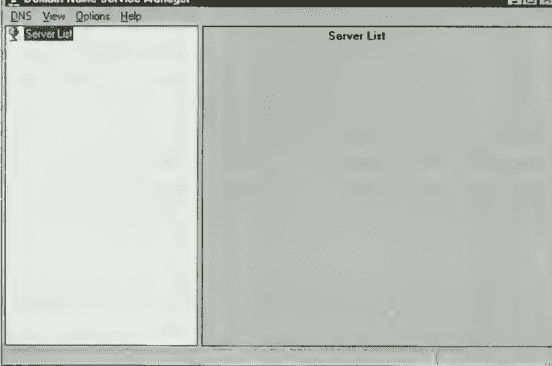 Domain Name Service Manager
DNS View Options Help
Server List
Server List